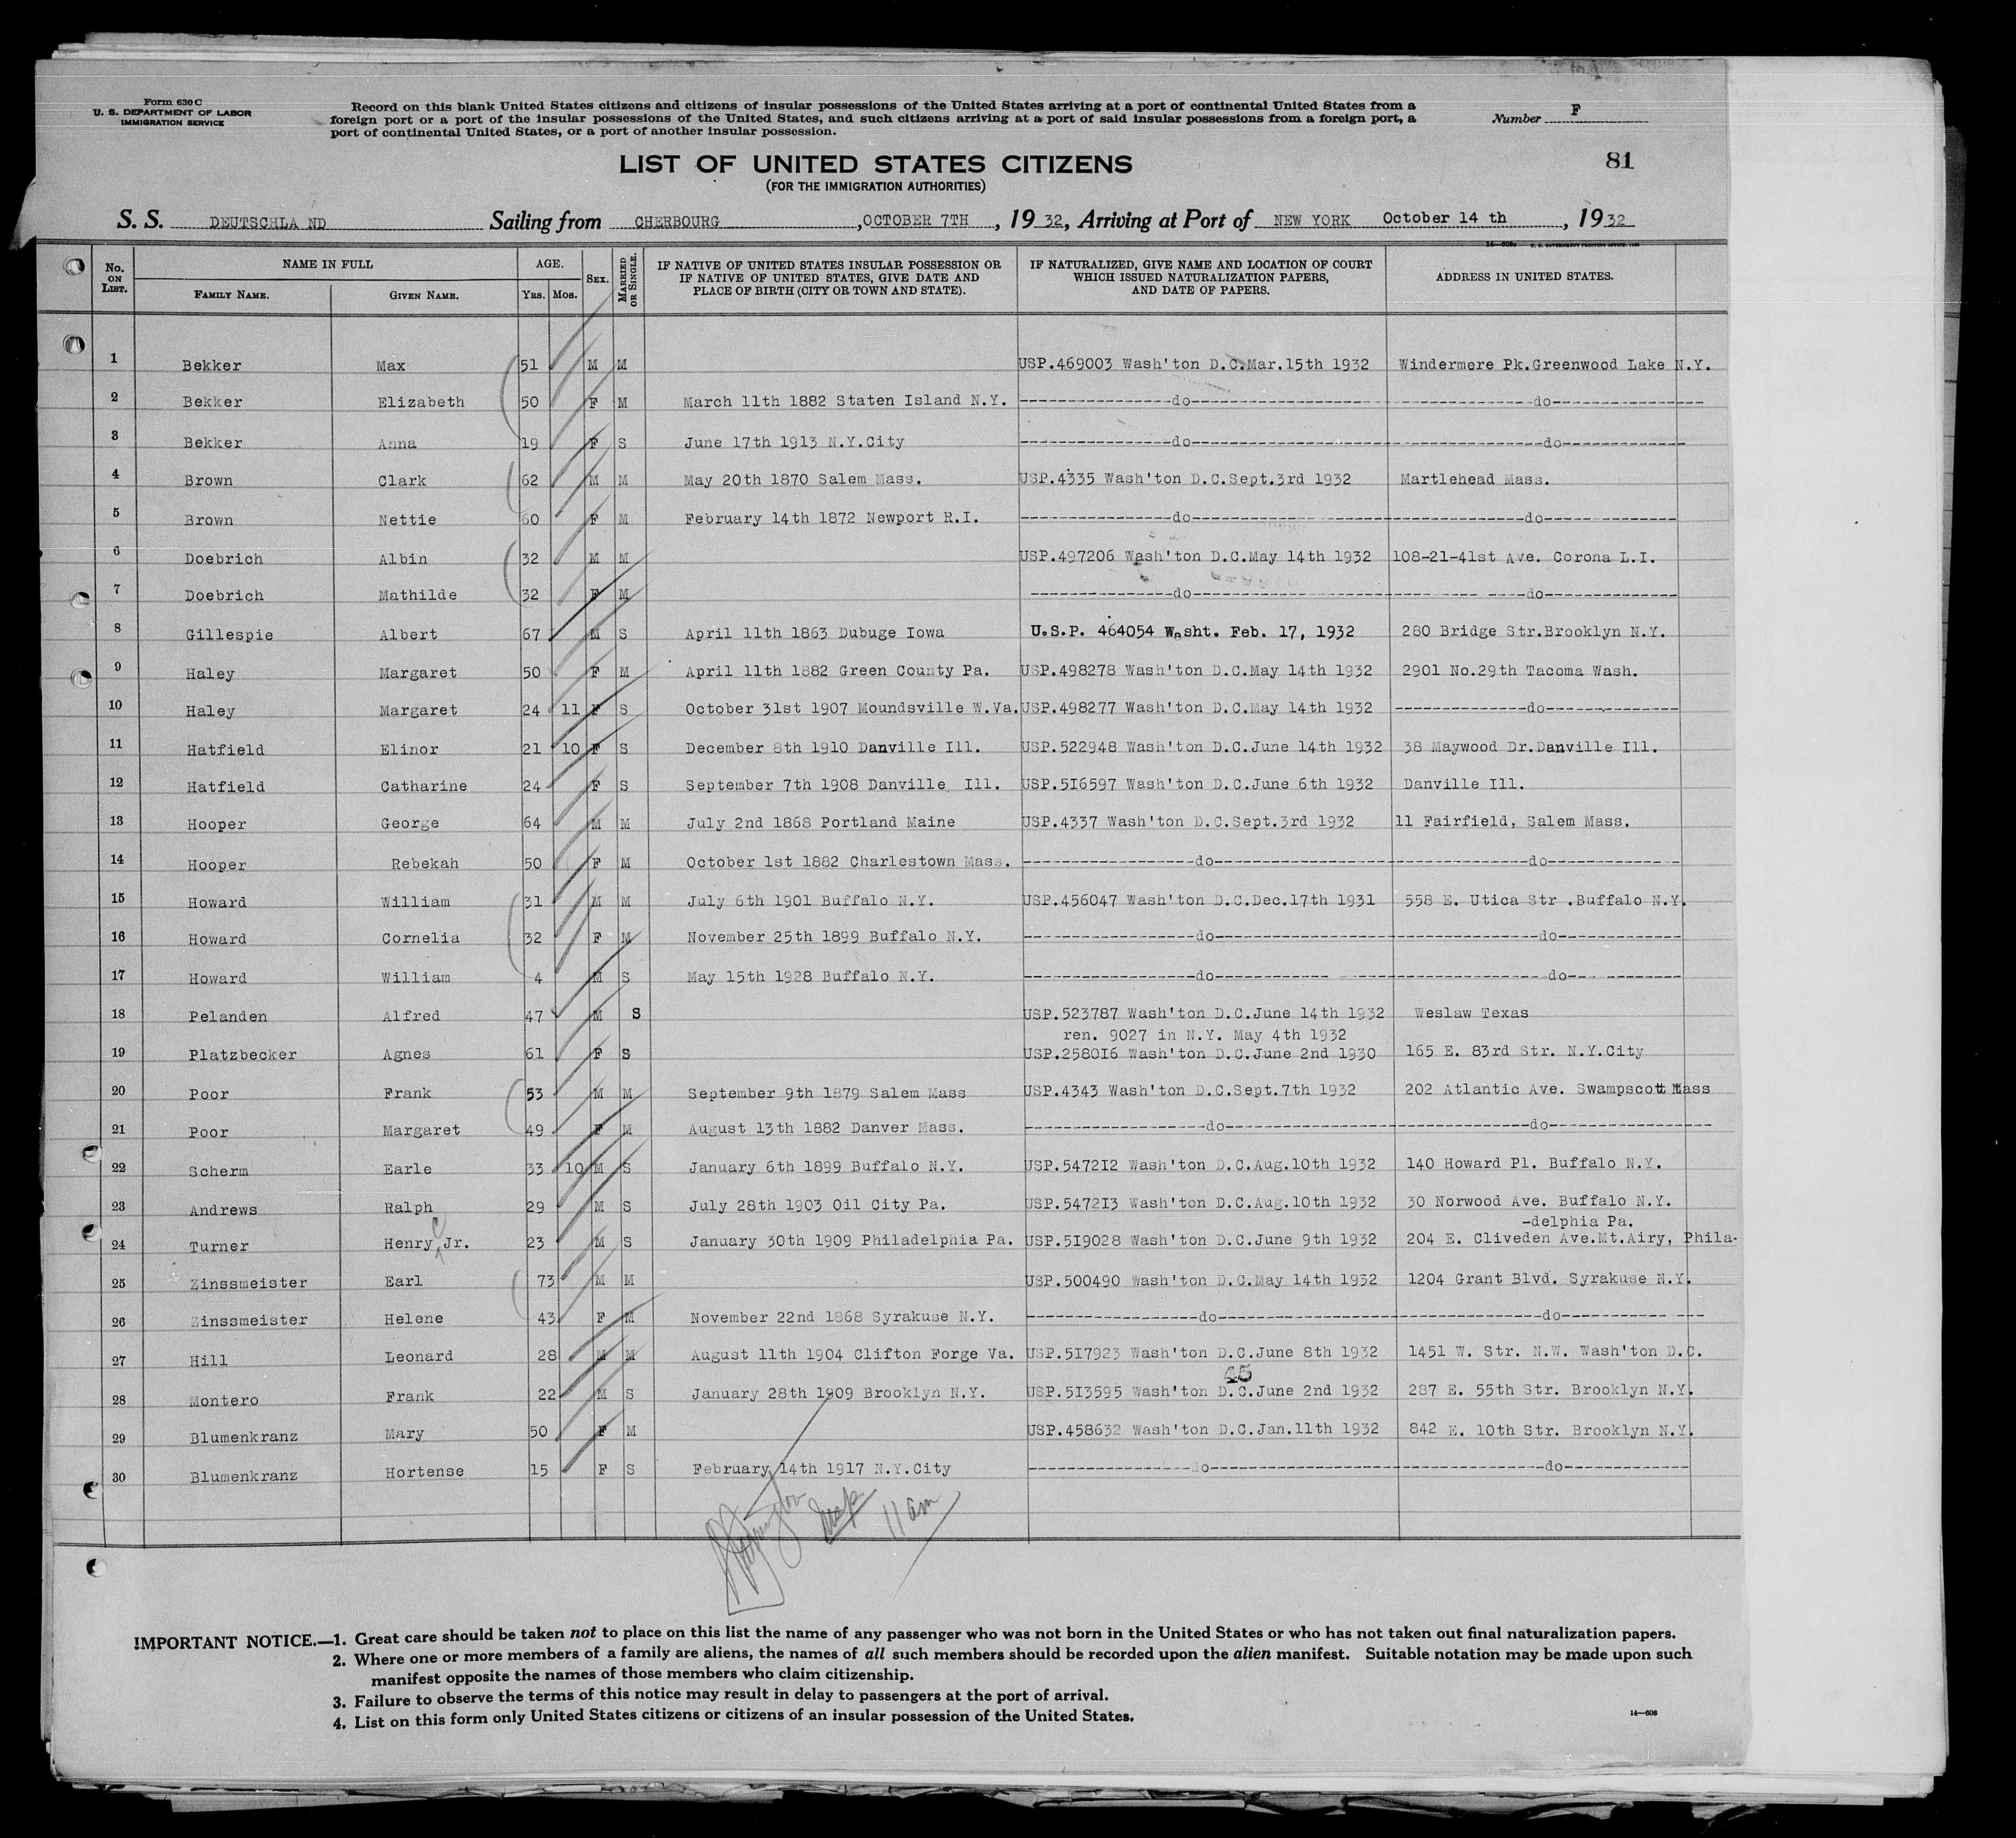 Form 630 C
U. S. DEPARTMENT OF LABOR
IMMIGRATION SERVICE
Record on this blank United States citizens and citizens of insular possessions of the United States arriving at a port of continental United States from a
foreign port or a port of the insular possessions of the United States, and such citizens arriving at a port of said insular possessions from a foreign port, a
port of continental United States, or a port of another insular possession.
Number F
LIST OF UNITED STATES CITIZENS
(FOR THE IMMIGRATION AUTHORITIES)
81
S. S. DEUTSCHLA ND Sailing from CHERBOURG , OCTOBER 7TH , 19 32, Arriving at Port of NEW YORK October 14 th , 19 32
No. ON LIST. NAME IN FULL FAMILY NAME. GIVEN NAME. AGE. YRS. MOS. SEX. MARRIED OR SINGLE. IF NATIVE OF UNITED STATES INSULAR POSSESSION OR IF NATIVE OF UNITED STATES, GIVE DATE AND PLACE OF BIRTH (CITY OR TOWN AND STATE). IF NATURALIZED, GIVE NAME AND LOCATION OF COURT WHICH ISSUED NATURALIZATION PAPERS, AND DATE OF PAPERS. ADDRESS IN UNITED STATES.
1 Bekker Max 51 M M USP.469003 Wash'ton D.C.Mar.15th 1932 Windermere Pk.Greenwood Lake N.Y.
2 Bekker Elizabeth 50 F M March 11th 1882 Staten Island N.Y. ----do---- ----do----
3 Bekker Anna 19 F S June 17th 1913 N.Y.City ----do---- ----do----
4 Brown Clark 62 M M May 20th 1870 Salem Mass. USP.4335 Wash'ton D.C.Sept.3rd 1932 Martlehead Mass.
5 Brown Nettie 60 F M February 14th 1872 Newport R.I. ----do---- ----do----
6 Doebrich Albin 32 M M USP.497206 Wash'ton D.C.May 14th 1932 108-21-41st Ave. Corona L.I.
7 Doebrich Mathilde 32 F M ----do---- ----do----
8 Gillespie Albert 67 M S April 11th 1863 Dubuge Iowa U.S.P. 464054 Washt. Feb. 17, 1932 280 Bridge Str.Brooklyn N.Y.
9 Haley Margaret 50 F M April 11th 1882 Green County Pa. USP.498278 Wash'ton D.C.May 14th 1932 2901 No.29th Tacoma Wash.
10 Haley Margaret 24 11 F S October 31st 1907 Moundsville W.Va. USP.498277 Wash'ton D.C.May 14th 1932 ----do----
11 Hatfield Elinor 21 10 F S December 8th 1910 Danville Ill. USP.522948 Wash'ton D.C.June 14th 1932 38 Maywood Dr.Danville Ill.
12 Hatfield Catharine 24 F S September 7th 1908 Danville Ill. USP.516597 Wash'ton D.C.June 6th 1932 Danville Ill.
13 Hooper George 64 M M July 2nd 1868 Portland Maine USP.4337 Wash'ton D.C.Sept.3rd 1932 11 Fairfield, Salem Mass.
14 Hooper Rebekah 50 F M October 1st 1882 Charlestown Mass. ----do---- ----do----
15 Howard William 31 M M July 6th 1901 Buffalo N.Y. USP.456047 Wash'ton D.C.Dec.17th 1931 558 E. Utica Str .Buffalo N.Y.
16 Howard Cornelia 32 F M November 25th 1899 Buffalo N.Y. ----do---- ----do----
17 Howard William 4 M S May 15th 1928 Buffalo N.Y. ----do---- ----do----
18 Pelanden Alfred 47 M S USP.523787 Wash'ton D.C.June 14th 1932 Weslaw Texas
ren. 9027 in N.Y. May 4th 1932
19 Platzbecker Agnes 61 F S USP.258016 Wash'ton D.C.June 2nd 1930 165 E. 83rd Str. N.Y.City
20 Poor Frank 53 M M September 9th 1879 Salem Mass USP.4343 Wash'ton D.C.Sept.7th 1932 202 Atlantic Ave. Swampscott Mass
21 Poor Margaret 49 F M August 13th 1882 Danver Mass. ----do---- ----do----
22 Scherm Earle 33 10 M S January 6th 1899 Buffalo N.Y. USP.547212 Wash'ton D.C.Aug.10th 1932 140 Howard Pl. Buffalo N.Y.
23 Andrews Ralph 29 M S July 28th 1903 Oil City Pa. USP.547213 Wash'ton D.C.Aug.10th 1932 30 Norwood Ave. Buffalo N.Y.
-delphia Pa.
24 Turner Henry C Jr. 23 M S January 30th 1909 Philadelphia Pa. USP.519028 Wash'ton D.C.June 9th 1932 204 E. Cliveden Ave.Mt.Airy, Phila-
25 Zinssmeister Earl 73 M M USP.500490 Wash'ton D.C.May 14th 1932 1204 Grant Blvd. Syrakuse N.Y.
26 Zinssmeister Helene 43 F M November 22nd 1868 Syrakuse N.Y. ----do---- ----do----
27 Hill Leonard 28 M M August 11th 1904 Clifton Forge Va. USP.517923 Wash'ton D.C.June 8th 1932 1451 W. Str. N.W. Wash'ton D.C.
45
28 Montero Frank 22 M S January 28th 1909 Brooklyn N.Y. USP.513595 Wash'ton D.C.June 2nd 1932 287 E. 55th Str. Brooklyn N.Y.
29 Blumenkranz Mary 50 F M USP.458632 Wash'ton D.C.Jan.11th 1932 842 E. 10th Str. Brooklyn N.Y.
30 Blumenkranz Hortense 15 F S February 14th 1917 N.Y.City ----do---- ----do----
Insp 11 am
IMPORTANT NOTICE.—1. Great care should be taken not to place on this list the name of any passenger who was not born in the United States or who has not taken out final naturalization papers.
2. Where one or more members of a family are aliens, the names of all such members should be recorded upon the alien manifest. Suitable notation may be made upon such
manifest opposite the names of those members who claim citizenship.
3. Failure to observe the terms of this notice may result in delay to passengers at the port of arrival.
4. List on this form only United States citizens or citizens of an insular possession of the United States.
14—608